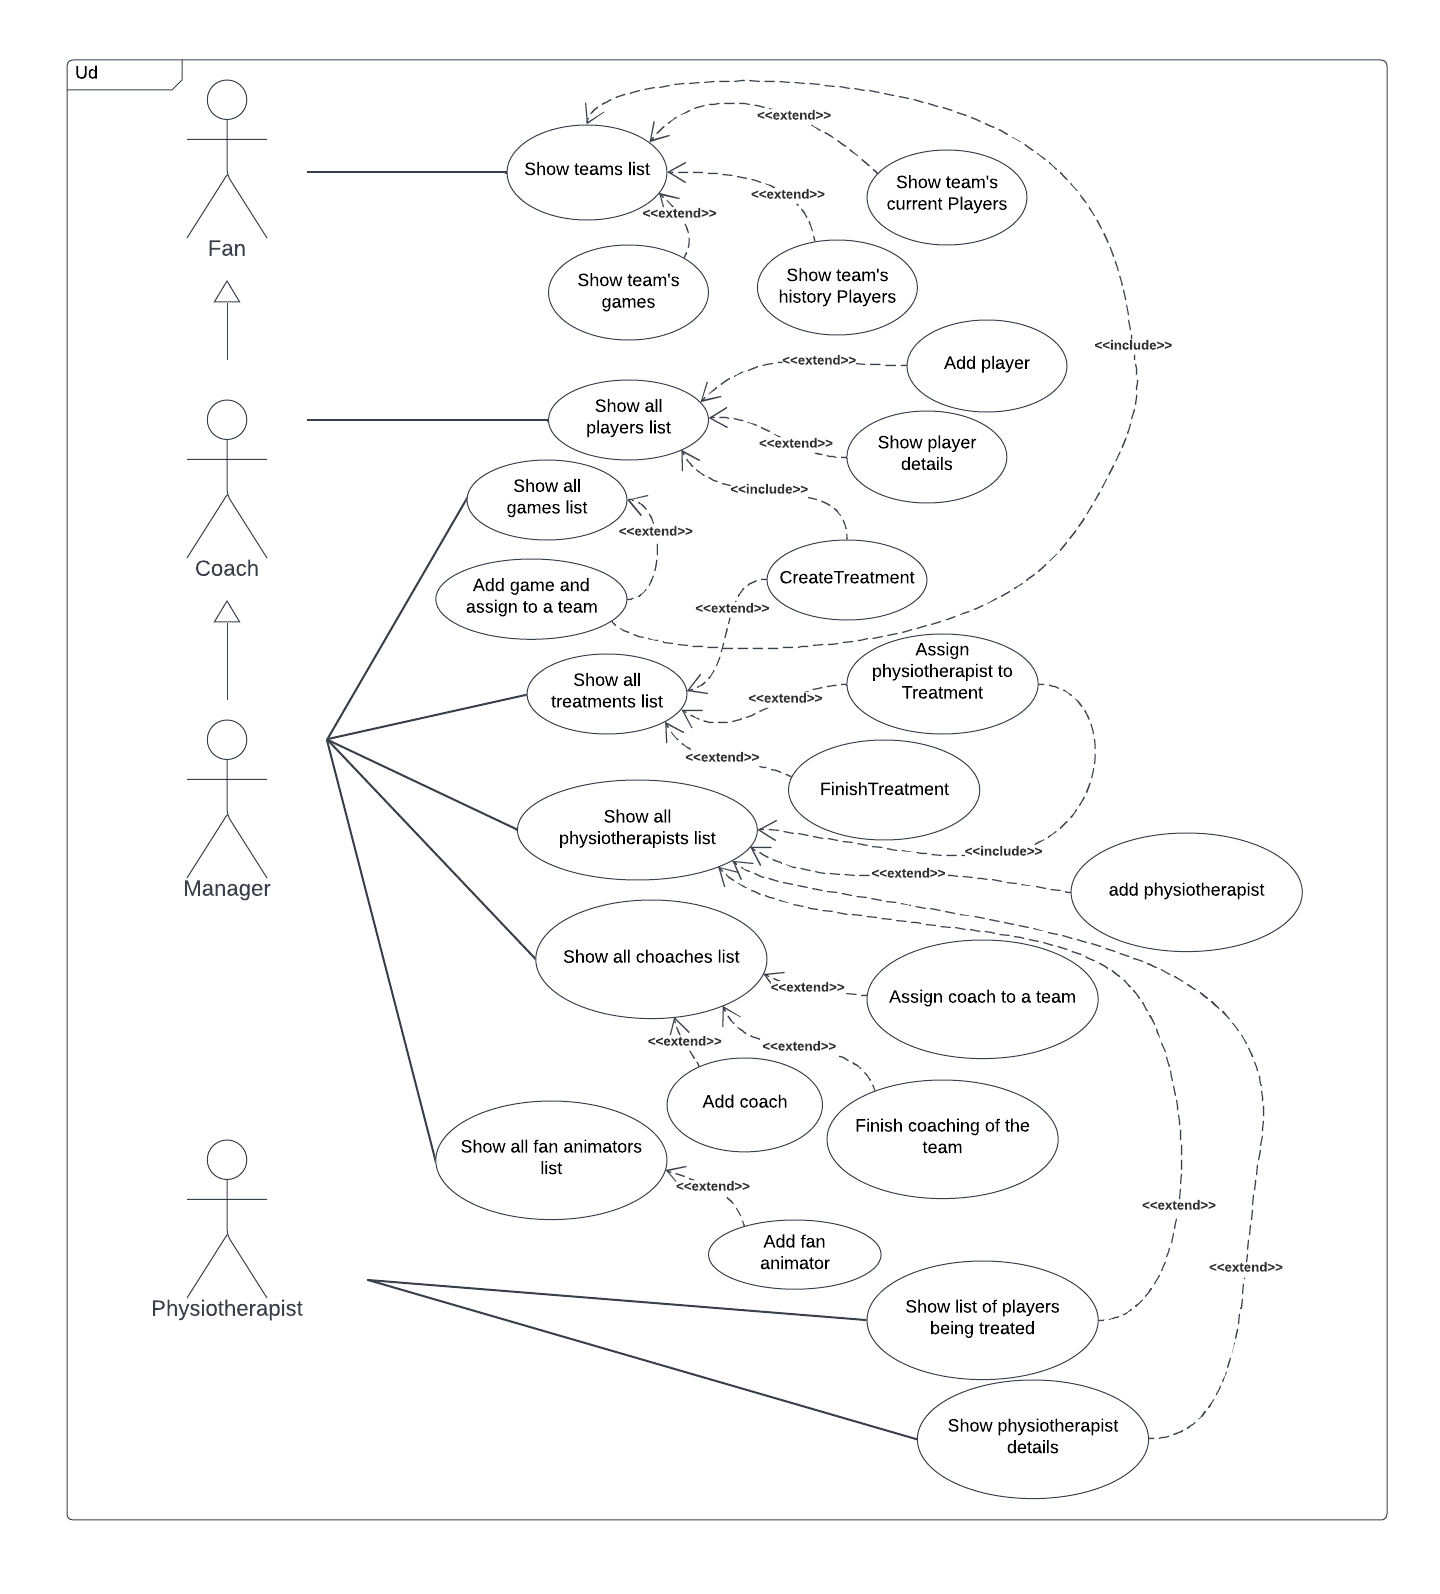 Ud
<<extend>>
Show teams list
Show team's
current Players
<<extend>>
<<extend>>
Fan
Show team's
games
Show team's
history Players
<<include>>
<<extend>>
Add player
Show all
players list
<<extend>>
Show player
details
Show all
games list
<<include>>
<<extend>>
Coach
Add game and
assign to a team
CreateTreatment
<<extend>>
Show all
treatments list
<<extend>>
Assign
physiotherapist to
Treatment
<<extend>>
FinishTreatment
Manager
Show all
physiotherapists list
<<include>>
<<extend>>
add physiotherapist
Show all choaches list
<<extend>>
Assign coach to a team
<<extend>>
<<extend>>
Add coach
Finish coaching of the
team
Show all fan animators
list
<<extend>>
<<extend>>
Add fan
animator
<<extend>>
Physiotherapist
Show list of players
being treated
Show physiotherapist
details